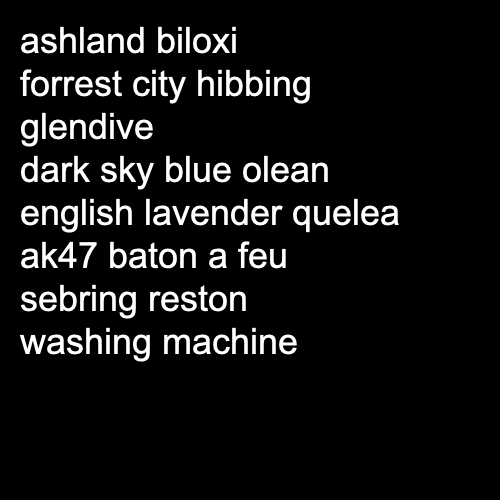 ashland biloxi
forrest city hibbing
glendive
dark sky blue olean
english lavender quelea
ak47 baton a feu
sebring reston
washing machine